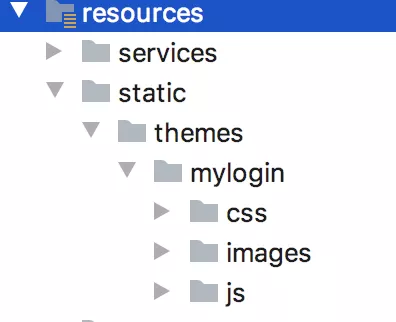 resources
services
static
themes
mylogin
css
images
js